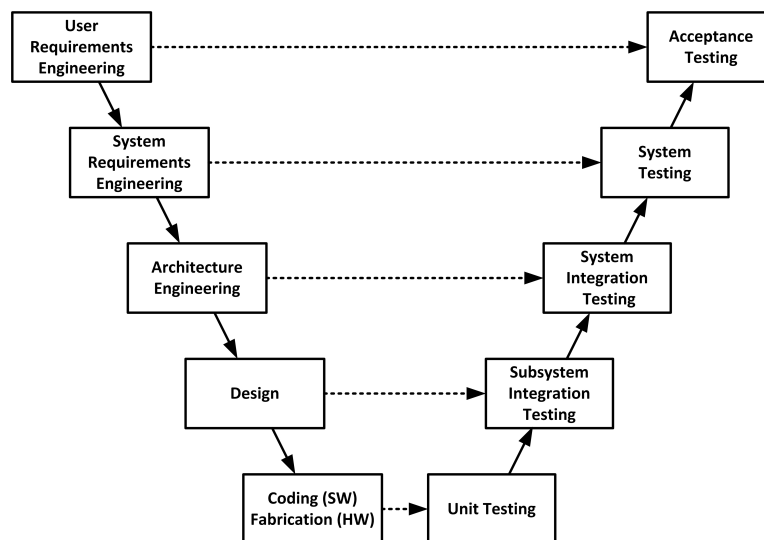 User
Requirements
Engineering
Acceptance
Testing
System
Requirements
Engineering
System
Testing
Architecture
Engineering
System
Integration
Testing
Design
Subsystem
Integration
Testing
Coding (SW)
Fabrication (HW)
Unit Testing